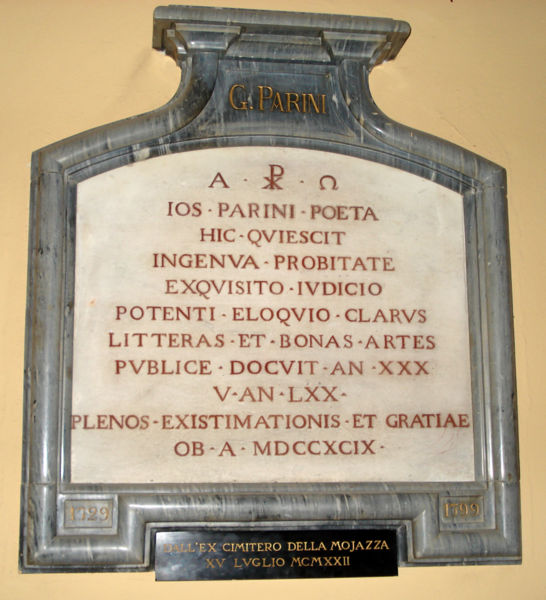 G. PARINI
A · ☧ · Ω
IOS · PARINI · POETA
HIC · QVIESCIT
INGENVA · PROBITATE
EXQVISITO · IVDICIO
POTENTI · ELOQVIO · CLARVS
LITTERAS · ET · BONAS · ARTES
PVBLICE · DOCVIT · AN · XXX
V · AN · LXX ·
PLENOS · EXISTIMATIONIS · ET GRATIAE
OB · A · MDCCXCIX ·
1729 1799
DALL'EX CIMITERO DELLA MOJAZZA
XV LUGLIO MCMXXII